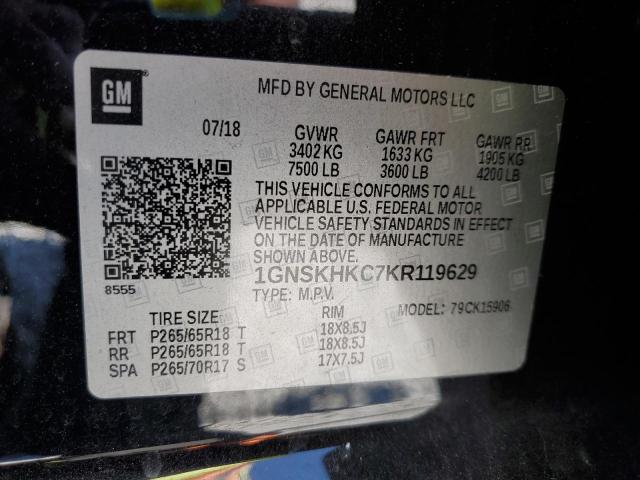 GM
MFD BY GENERAL MOTORS LLC
07/18 GVWR GAWR FRT GAWR RR
3402 KG 1633 KG 1905 KG
7500 LB 3600 LB 4200 LB
THIS VEHICLE CONFORMS TO ALL
APPLICABLE U.S. FEDERAL MOTOR
VEHICLE SAFETY STANDARDS IN EFFECT
ON THE DATE OF MANUFACTURE
SHOWN ABOVE.
8555
1GNSKHKC7KR119629
TYPE: M.P.V. MODEL: 79CK15906
TIRE SIZE: RIM
FRT P265/65R18 T 18X8.5J
RR P265/65R18 T 18X8.5J
SPA P265/70R17 S 17X7.5J